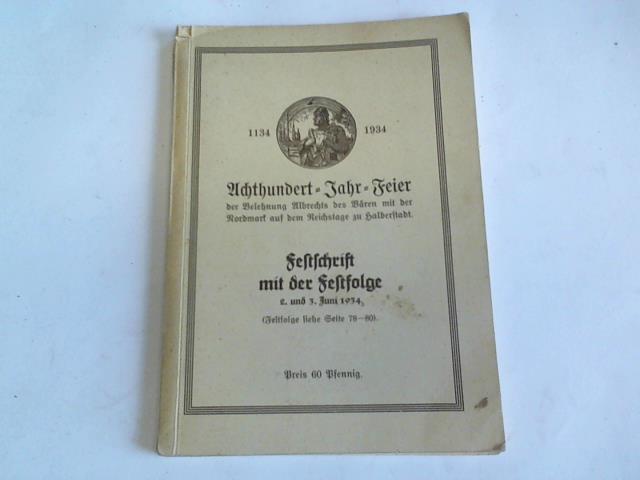 1134 1934
Achthundert=Jahr=Feier
der Belehnung Albrechts des Bären mit der
Nordmark auf dem Reichstage zu Halberstadt.
Festschrift
mit der Festfolge
2. und 3. Juni 1934.
(Festfolge siehe Seite 78—80).
Preis 60 Pfennig.